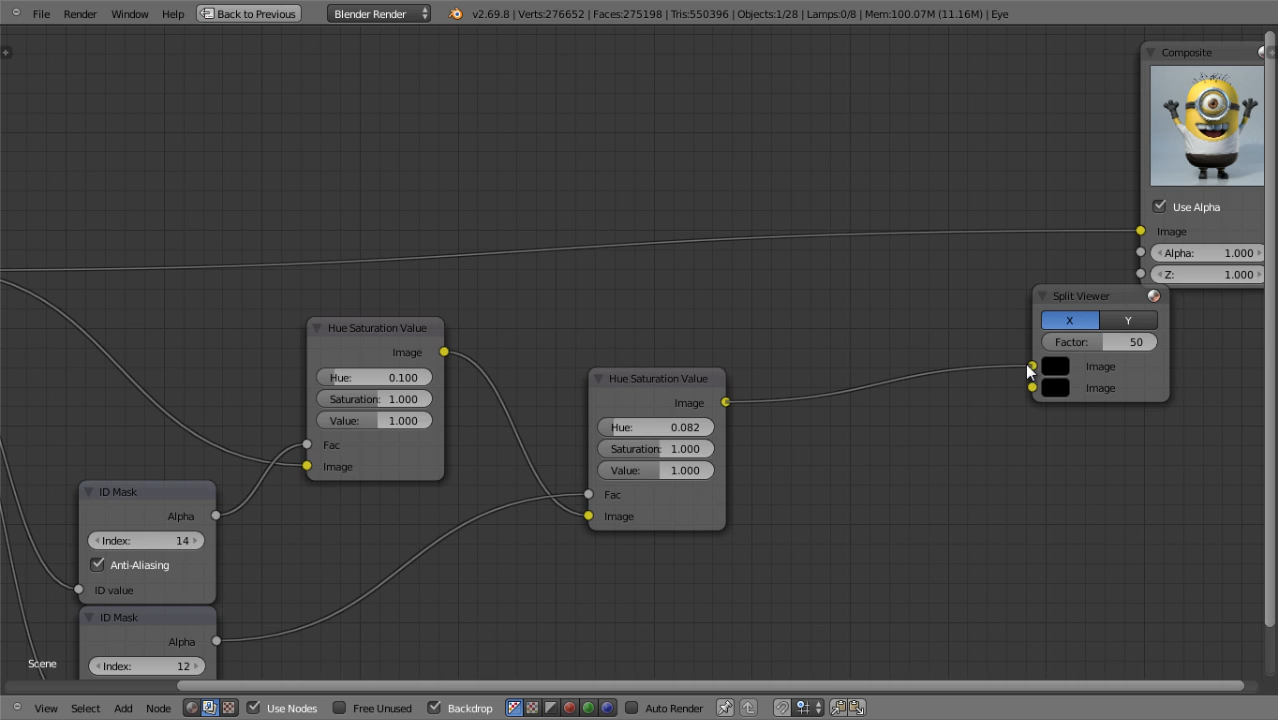 File Render Window Help Back to Previous Blender Render v2.69.8 | Verts:276652 | Faces:275198 | Tris:550396 | Objects:1/28 | Lamps:0/8 | Mem:100.07M (11.16M) | Eye
Composite
Use Alpha
Image
Alpha: 1.000
Z: 1.000
Split Viewer
X Y
Factor: 50
Image
Image
Hue Saturation Value
Image
Hue: 0.100
Saturation: 1.000
Value: 1.000
Fac
Image
Hue Saturation Value
Image
Hue: 0.082
Saturation: 1.000
Value: 1.000
Fac
Image
ID Mask
Alpha
Index: 14
Anti-Aliasing
ID value
ID Mask
Alpha
Index: 12
Scene
View Select Add Node Use Nodes Free Unused Backdrop Auto Render